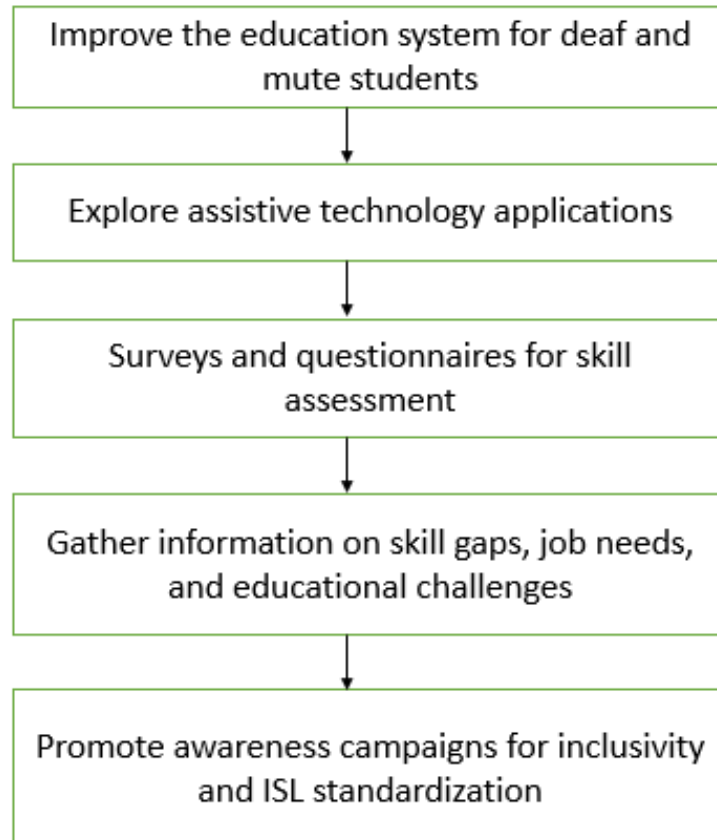 Improve the education system for deaf and
mute students
Explore assistive technology applications
Surveys and questionnaires for skill
assessment
Gather information on skill gaps, job needs,
and educational challenges
Promote awareness campaigns for inclusivity
and ISL standardization